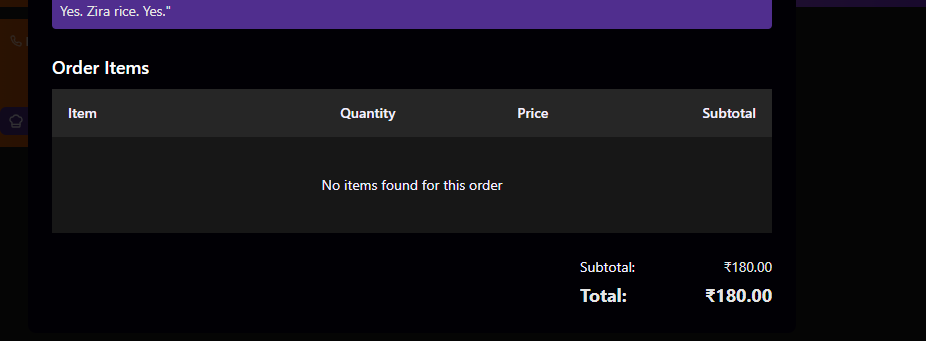 Yes. Zira rice. Yes."
Order Items
Item Quantity Price Subtotal
No items found for this order
Subtotal: ₹180.00
Total: ₹180.00